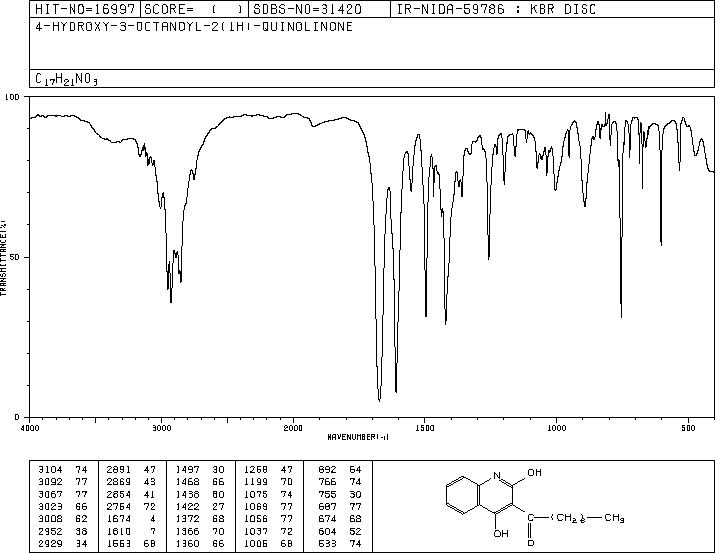 HIT-NO=16997 SCORE= ( ) SDBS-NO=31420 IR-NIDA-59786 : KBR DISC
4-HYDROXY-3-OCTANOYL-2(1H)-QUINOLINONE
C17H21NO3
100
50
0
TRANSMITTANCE(%)
4000 3000 2000 1500 1000 500
WAVENUMBER(-1)
3104 74 2891 47 1497 30 1258 47 892 64
3092 77 2869 43 1468 66 1199 70 766 74
3067 77 2854 41 1438 60 1075 74 755 30
3023 66 2764 72 1422 27 1069 77 687 77
3008 62 1674 4 1372 68 1056 77 674 68
2952 38 1610 7 1366 70 1037 72 604 52
2929 34 1553 68 1360 66 1006 68 533 74
N OH
C (CH2)6 CH3
OH O